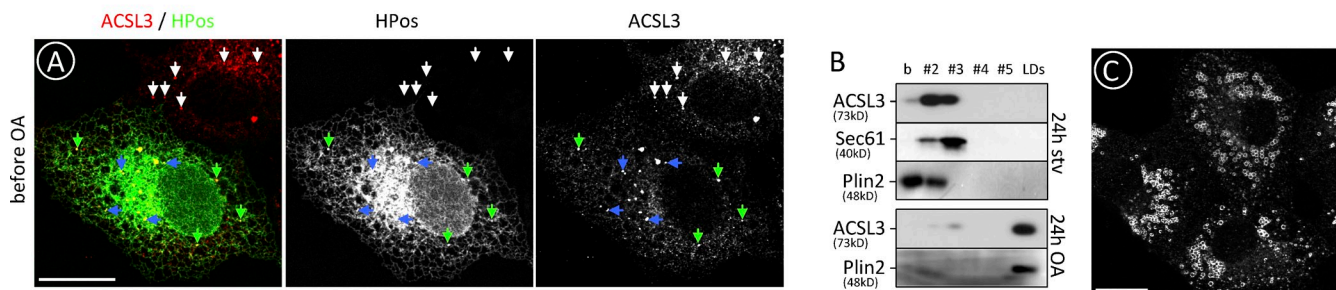 ACSL3 / HPos
HPos
ACSL3
before OA
A
B
b #2 #3 #4 #5 LDs
ACSL3
(73kD)
Sec61
(40kD)
Plin2
(48kD)
24h stv
ACSL3
(73kD)
Plin2
(48kD)
24h OA
C